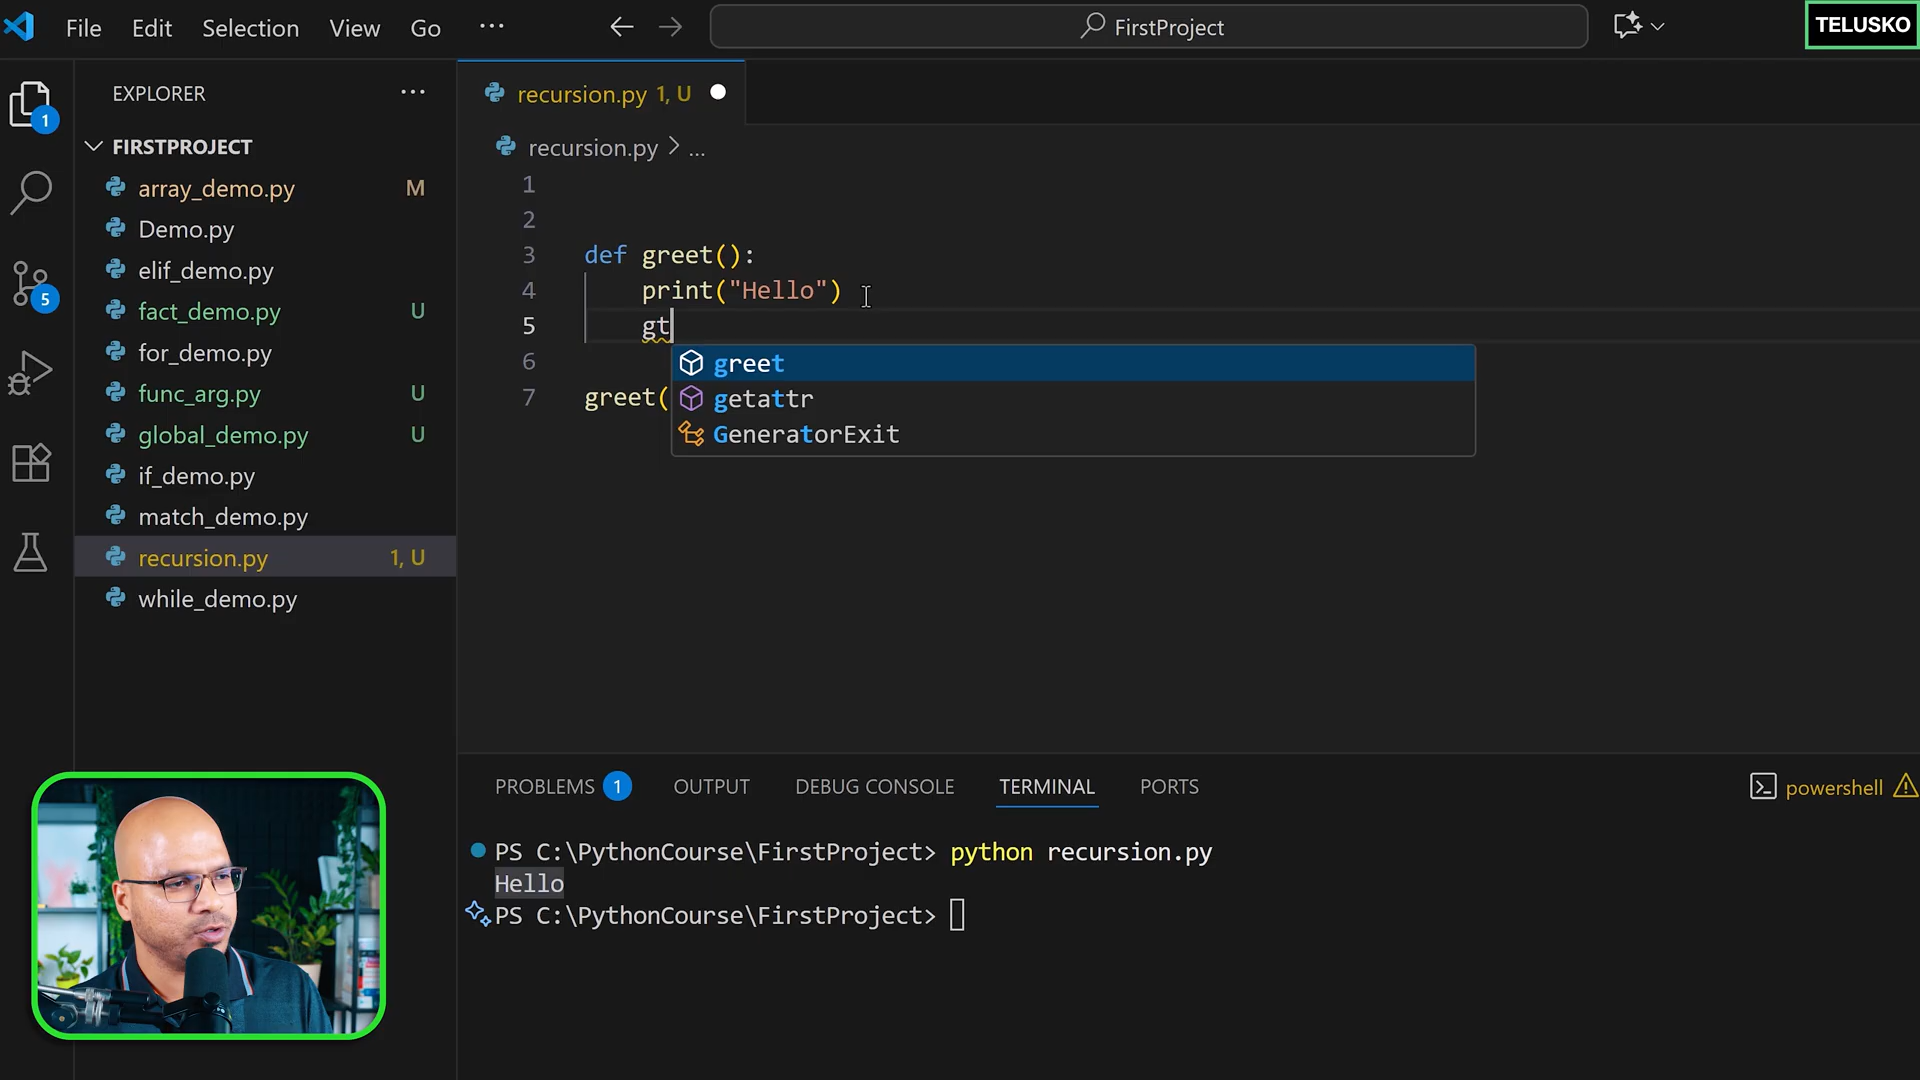 File Edit Selection View Go ...
FirstProject
TELUSKO
EXPLORER ...
FIRSTPROJECT
array_demo.py M
Demo.py
elif_demo.py
fact_demo.py U
for_demo.py
func_arg.py U
global_demo.py U
if_demo.py
match_demo.py
recursion.py 1, U
while_demo.py
1
5
recursion.py 1, U
recursion.py > ...
1
2
3 def greet():
4 print("Hello")
5 gt
6
7 greet(
greet
getattr
GeneratorExit
PROBLEMS 1 OUTPUT DEBUG CONSOLE TERMINAL PORTS
powershell
PS C:\PythonCourse\FirstProject> python recursion.py
Hello
PS C:\PythonCourse\FirstProject>